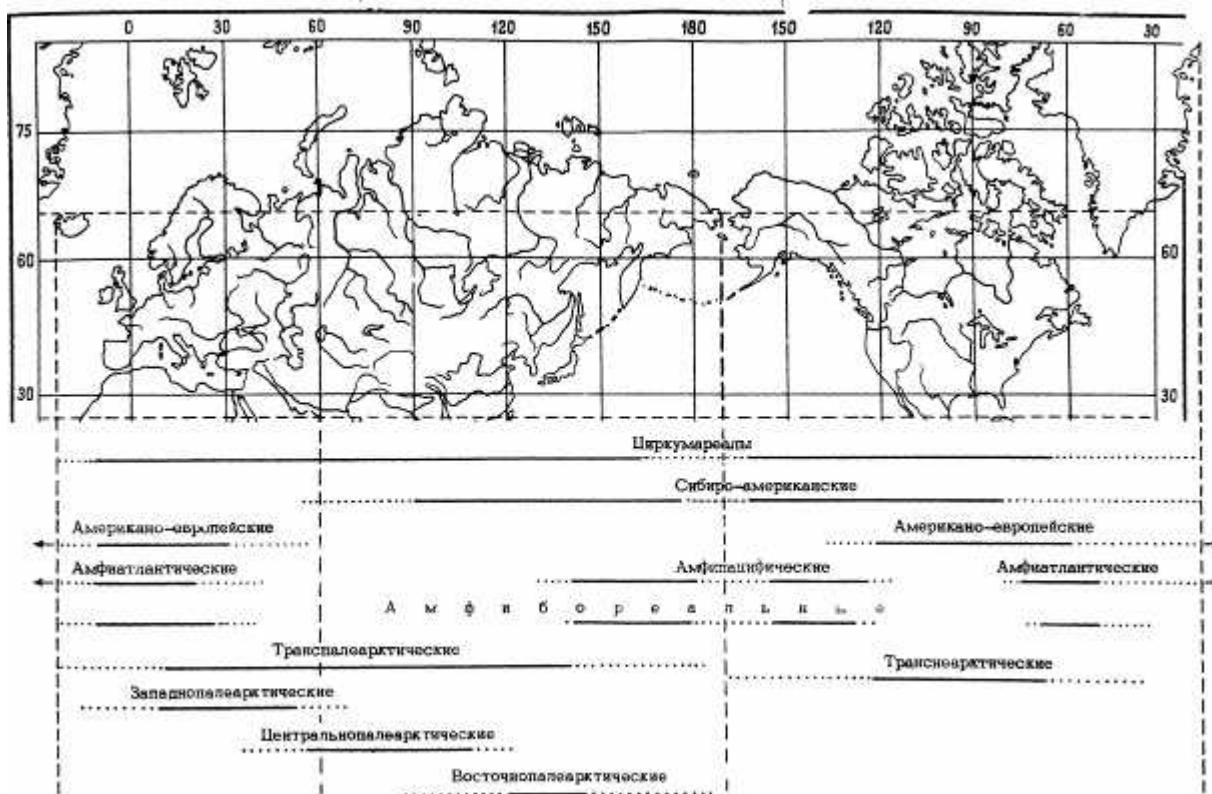 0 30 60 90 120 150 180 150 120 90 60 30
75 75
60 60
30 30
Циркумареалы
Сибиро-американские
Американо-европейские Американо-европейские
Амфиатлантические Амфипацифические Амфиатлантические
А м ф и б о р е а л ь н ы е
Транспалеарктические Транснеарктические
Западнопалеарктические
Центральнопалеарктические
Восточнопалеарктические